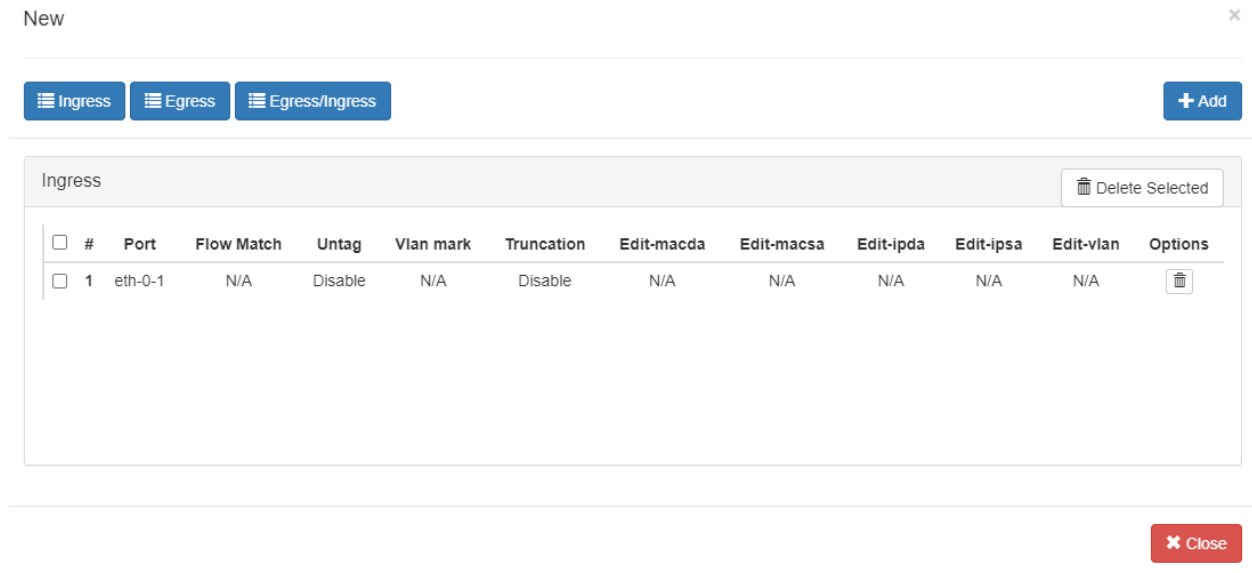 New
×
Ingress Egress Egress/Ingress Add
Ingress Delete Selected
# Port Flow Match Untag Vlan mark Truncation Edit-macda Edit-macsa Edit-ipda Edit-ipsa Edit-vlan Options
1 eth-0-1 N/A Disable N/A Disable N/A N/A N/A N/A N/A
Close